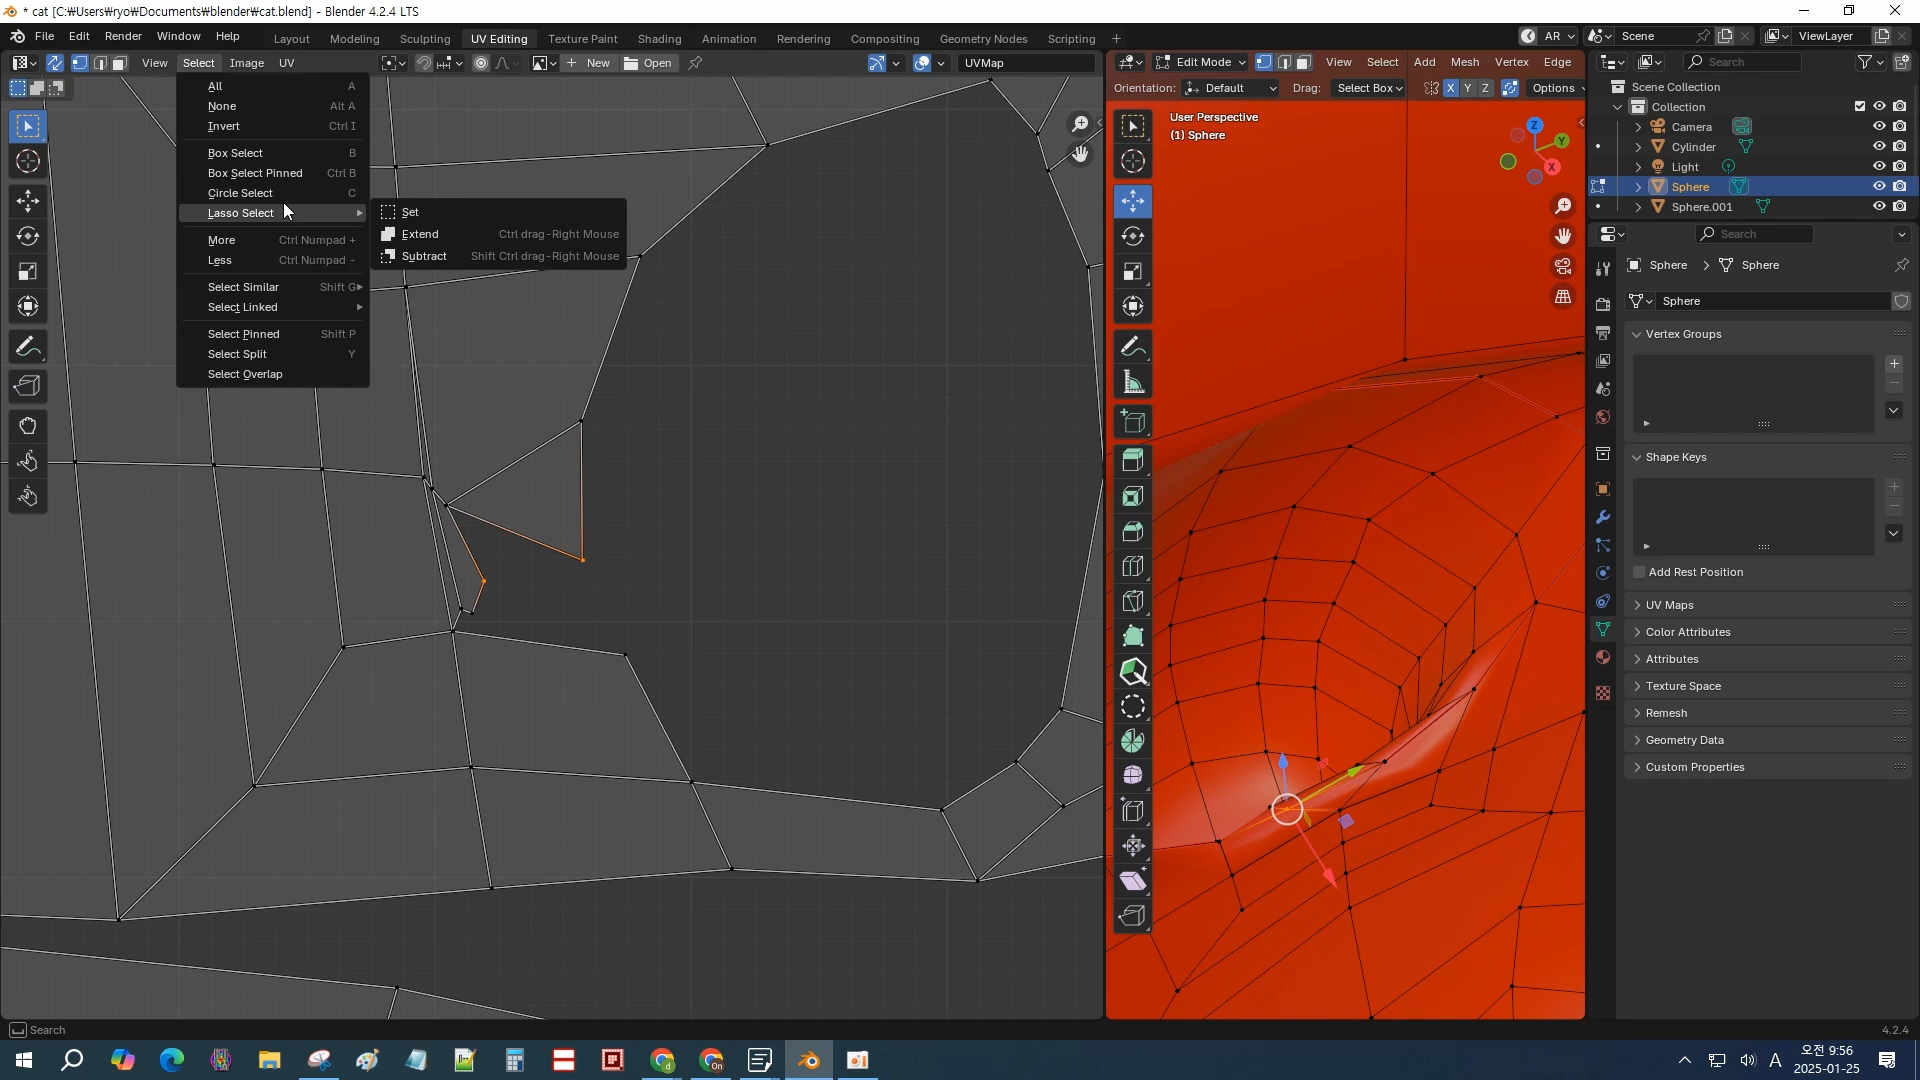 * cat [C:₩Users₩ryo₩Documents₩blender₩cat.blend] - Blender 4.2.4 LTS
File Edit Render Window Help Layout Modeling Sculpting UV Editing Texture Paint Shading Animation Rendering Compositing Geometry Nodes Scripting + AR Scene ViewLayer
View Select Image UV New Open UVMap
Edit Mode View Select Add Mesh Vertex Edge
Search
Orientation: Default Drag: Select Box X Y Z Options
All A
None Alt A
Invert Ctrl I
Box Select B
Box Select Pinned Ctrl B
Circle Select C
Lasso Select
More Ctrl Numpad +
Less Ctrl Numpad -
Select Similar Shift G
Select Linked
Select Pinned Shift P
Select Split Y
Select Overlap
Set
Extend Ctrl drag-Right Mouse
Subtract Shift Ctrl drag-Right Mouse
User Perspective
(1) Sphere
Z
Y
X
Scene Collection
Collection
Camera
Cylinder
Light
Sphere
Sphere.001
Search
Sphere > Sphere
Sphere
Vertex Groups
Shape Keys
Add Rest Position
UV Maps
Color Attributes
Attributes
Texture Space
Remesh
Geometry Data
Custom Properties
Search
4.2.4
A
오전 9:56
2025-01-25